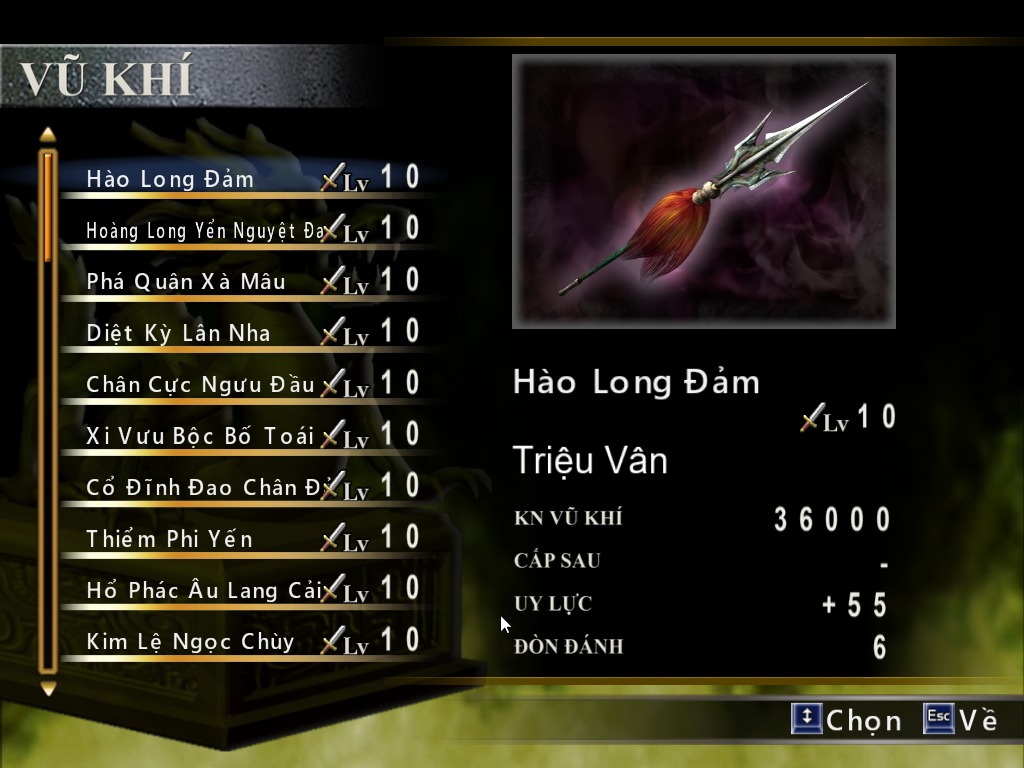 VŨ KHÍ
Hào Long Đảm Lv 10
Hoàng Long Yển Nguyệt Đa Lv 10
Phá Quân Xà Mâu Lv 10
Diệt Kỳ Lân Nha Lv 10
Chân Cực Ngưu Đầu Lv 10
Xi Vưu Bộc Bố Toái Lv 10
Cổ Đĩnh Đao Chân Đ Lv 10
Thiểm Phi Yến Lv 10
Hổ Phác Âu Lang Cải Lv 10
Kim Lệ Ngọc Chùy Lv 10
Hào Long Đảm
Lv 10
Triệu Vân
KN VŨ KHÍ 36000
CẤP SAU -
UY LỰC +55
ĐÒN ĐÁNH 6
Chọn Esc Về